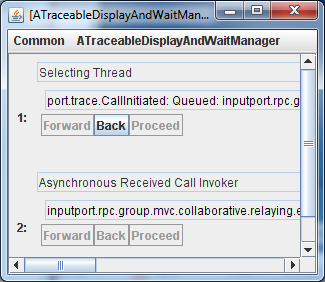 [ATraceableDisplayAndWaitMan...
Common ATraceableDisplayAndWaitManager
Selecting Thread
port.trace.CallInitiated: Queued: inputport.rpc.g
1:
Forward Back Proceed
Asynchronous Received Call Invoker
inputport.rpc.group.mvc.collaborative.relaying.e
2:
Forward Back Proceed